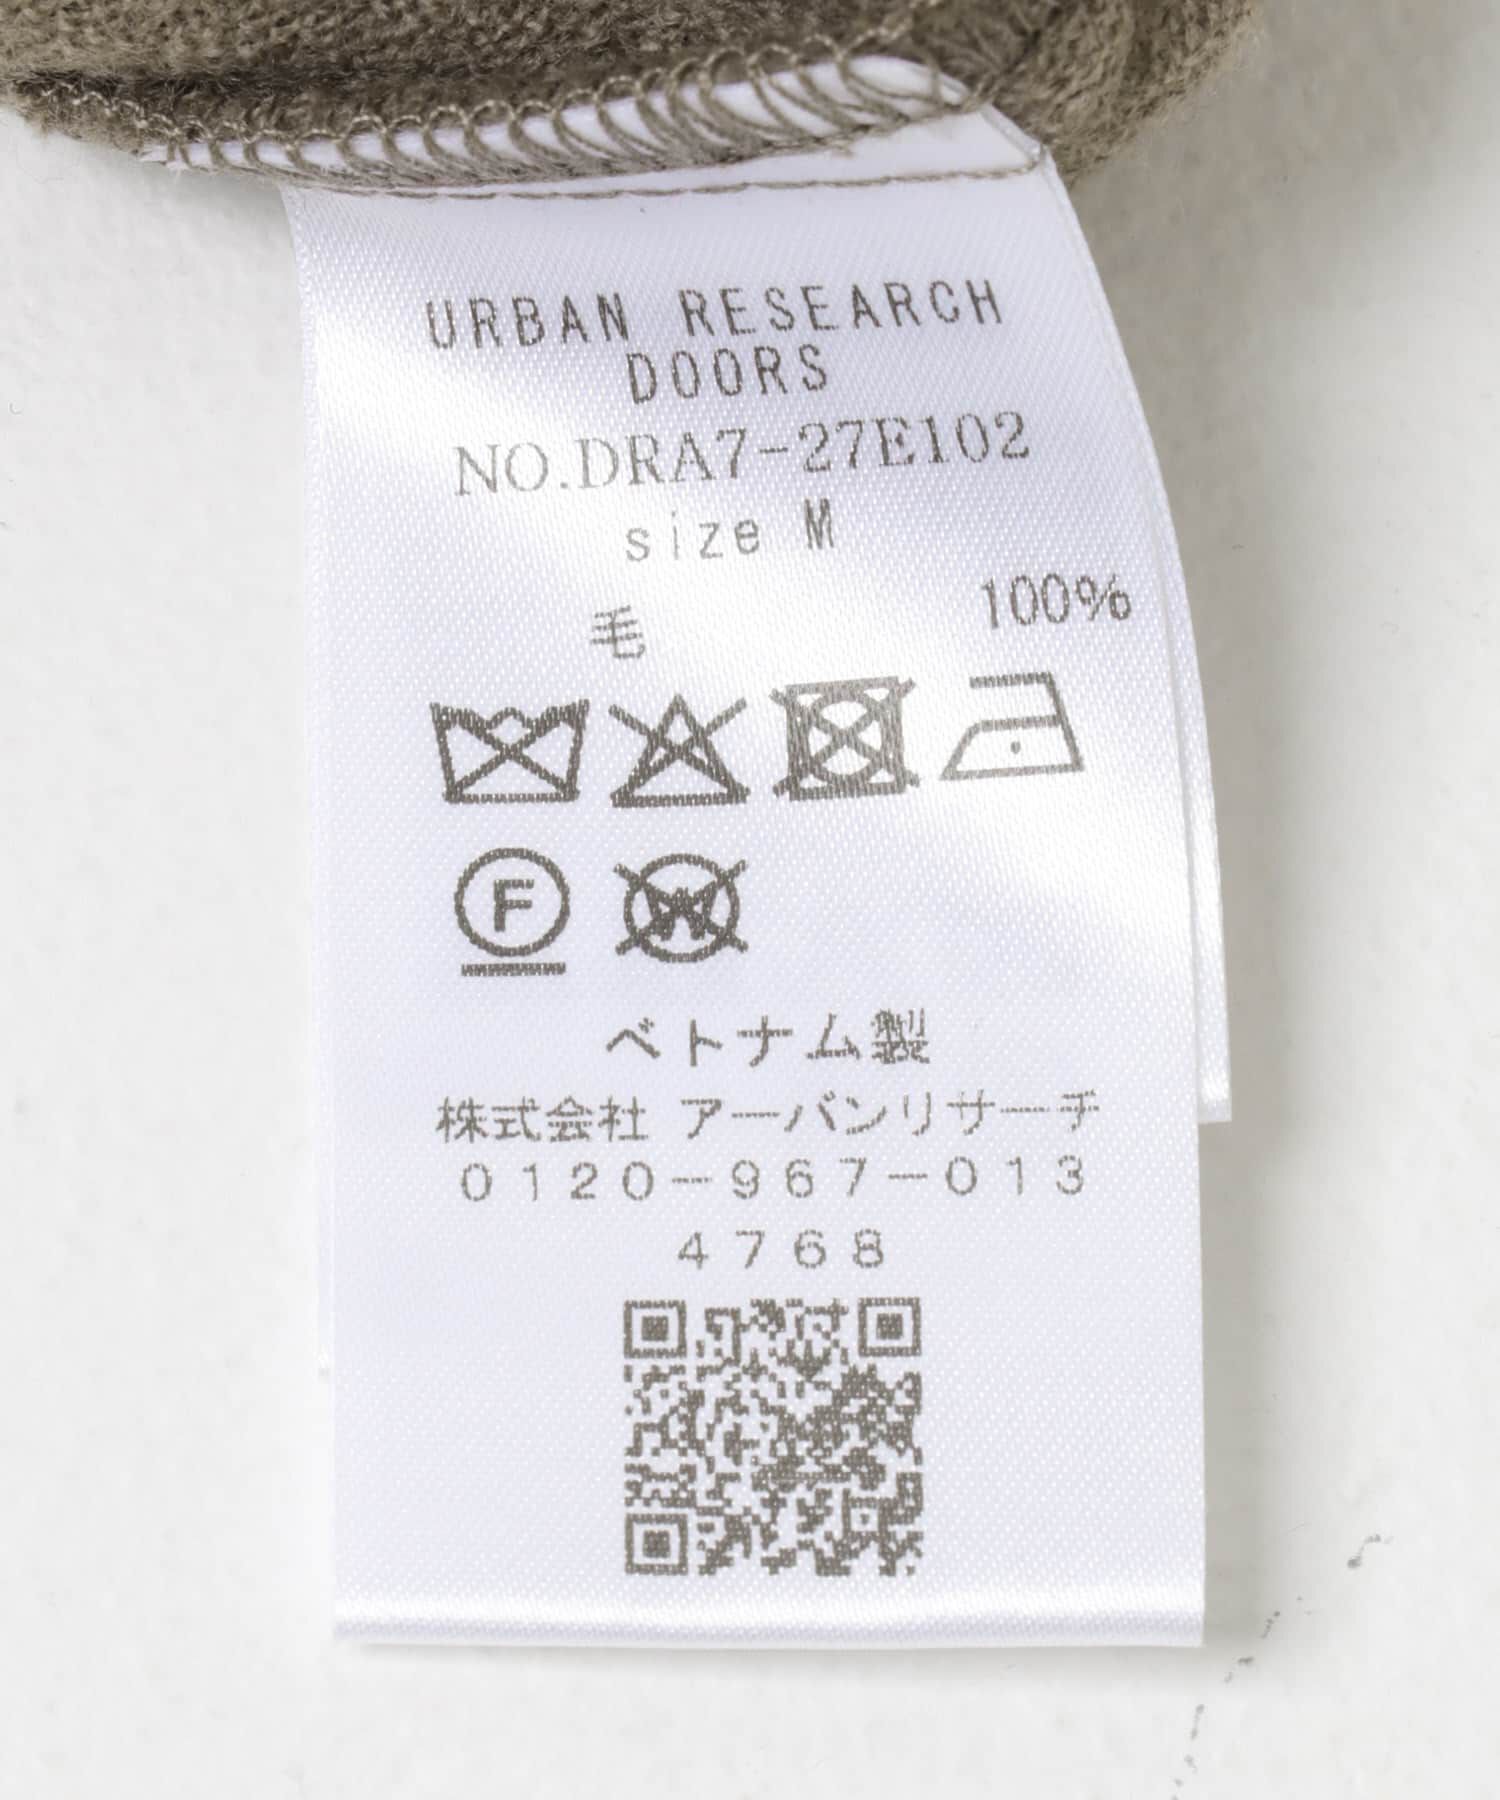 URBAN RESEARCH
DOORS
NO.DRA7-27E102
size M
毛 100%
F
W
ベトナム製
株式会社 アーバンリサーチ
0120-967-013
4768